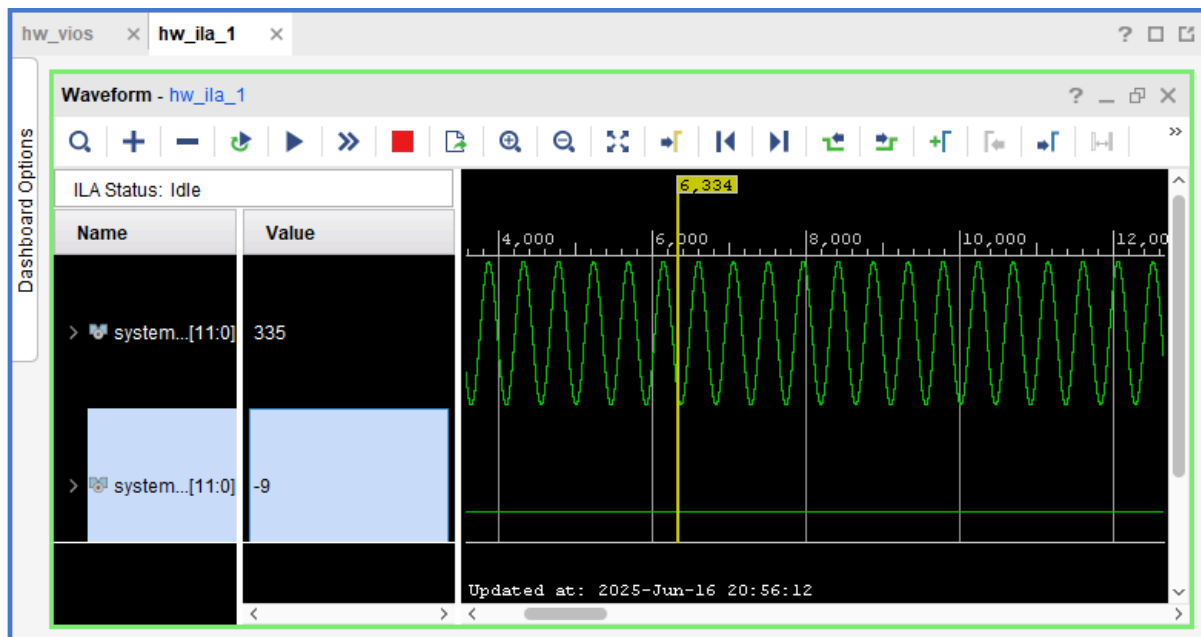 hw_vios
hw_ila_1
Dashboard Options
Waveform - hw_ila_1
ILA Status: Idle
Name
Value
system...[11:0]
335
system...[11:0]
-9
6,334
4,000
6,000
8,000
10,000
12,00
Updated at: 2025-Jun-16 20:56:12